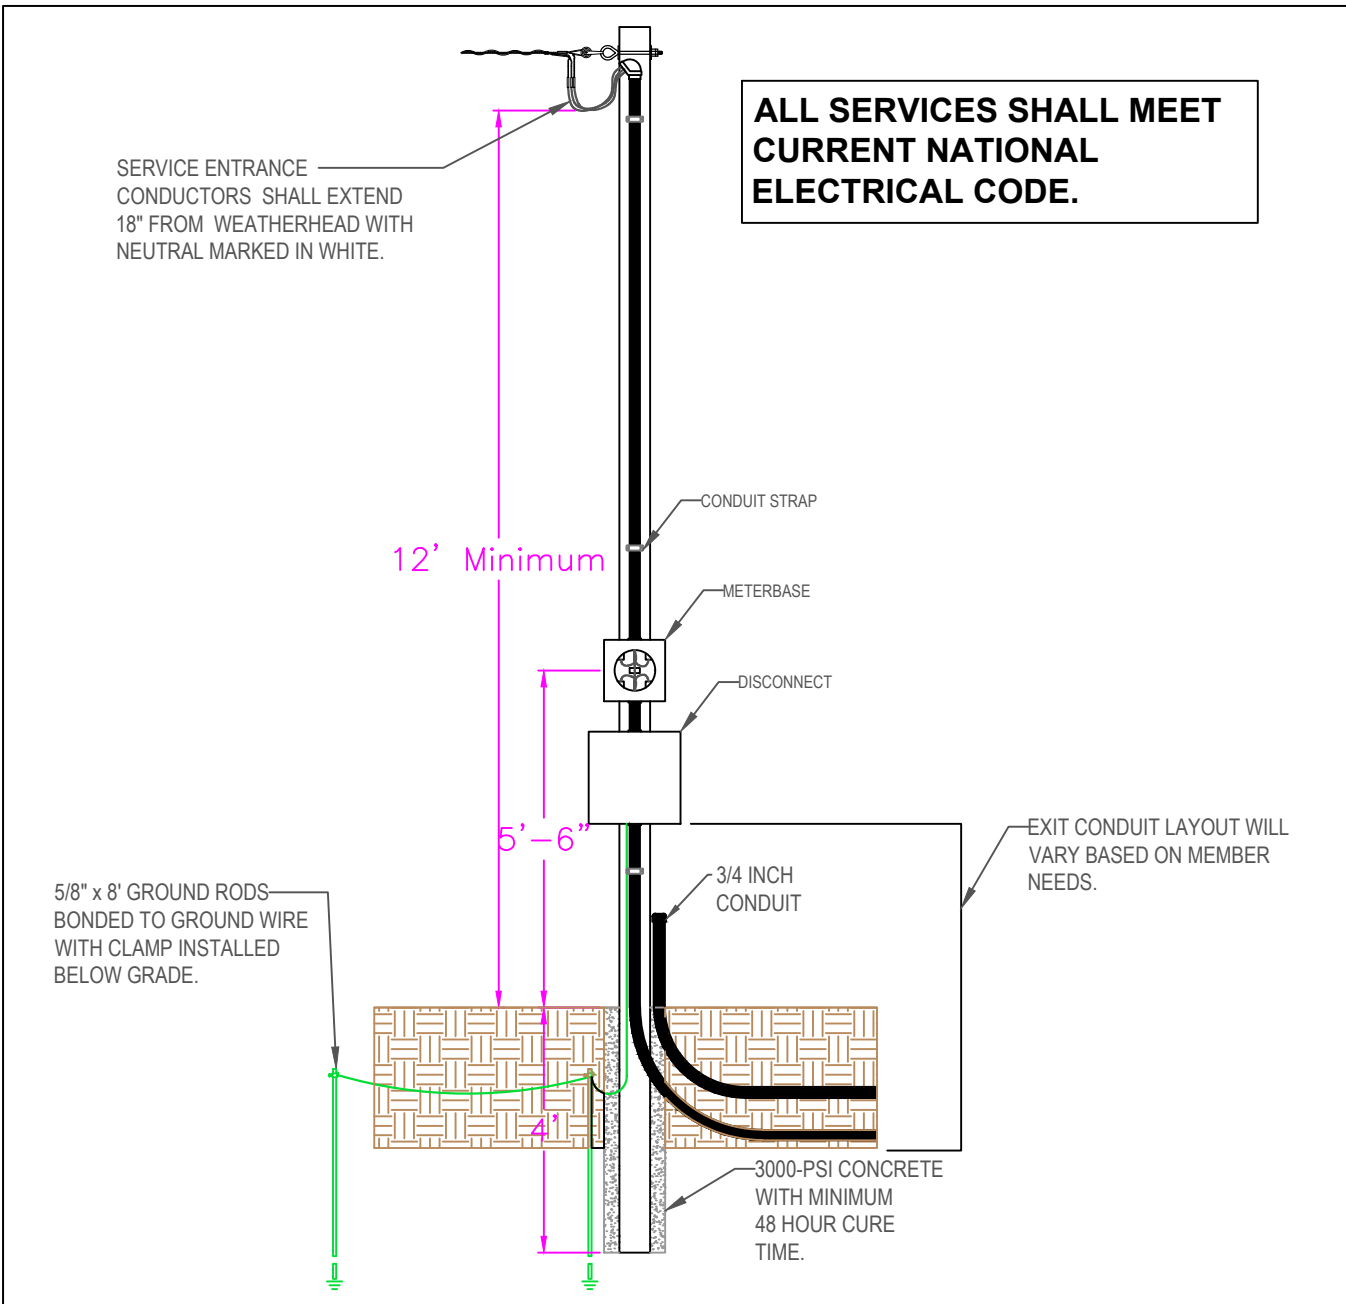 ALL SERVICES SHALL MEET
CURRENT NATIONAL
ELECTRICAL CODE.
SERVICE ENTRANCE
CONDUCTORS SHALL EXTEND
18" FROM WEATHERHEAD WITH
NEUTRAL MARKED IN WHITE.
CONDUIT STRAP
12' Minimum
METERBASE
DISCONNECT
5'-6"
EXIT CONDUIT LAYOUT WILL
VARY BASED ON MEMBER
NEEDS.
3/4 INCH
CONDUIT
5/8" x 8' GROUND RODS
BONDED TO GROUND WIRE
WITH CLAMP INSTALLED
BELOW GRADE.
4'
3000-PSI CONCRETE
WITH MINIMUM
48 HOUR CURE
TIME.